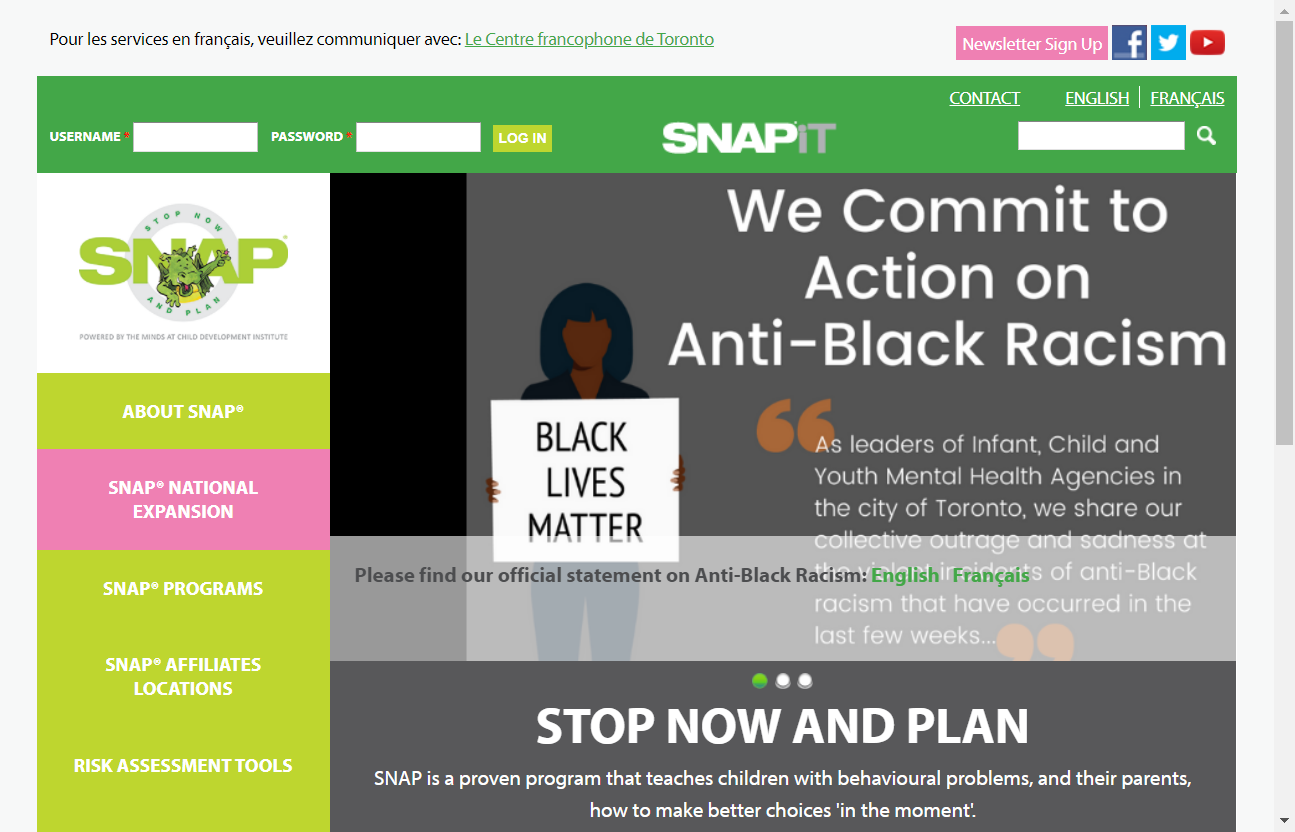 Pour les services en français, veuillez communiquer avec: Le Centre francophone de Toronto
Newsletter Sign Up
CONTACT ENGLISH FRANÇAIS
USERNAME * PASSWORD * LOG IN SNAPiT
STOP NOW
SNAP®
AND PLAN
POWERED BY THE MINDS AT CHILD DEVELOPMENT INSTITUTE
ABOUT SNAP®
SNAP® NATIONAL
EXPANSION
SNAP® PROGRAMS
SNAP® AFFILIATES
LOCATIONS
RISK ASSESSMENT TOOLS
We Commit to
Action on
Anti-Black Racism
BLACK
LIVES
MATTER
“
As leaders of Infant, Child and
Youth Mental Health Agencies in
the city of Toronto, we share our
collective outrage and sadness at
the violent incidents of anti-Black
racism that have occurred in the
last few weeks...
”
Please find our official statement on Anti-Black Racism: English Français
STOP NOW AND PLAN
SNAP is a proven program that teaches children with behavioural problems, and their parents,
how to make better choices 'in the moment'.